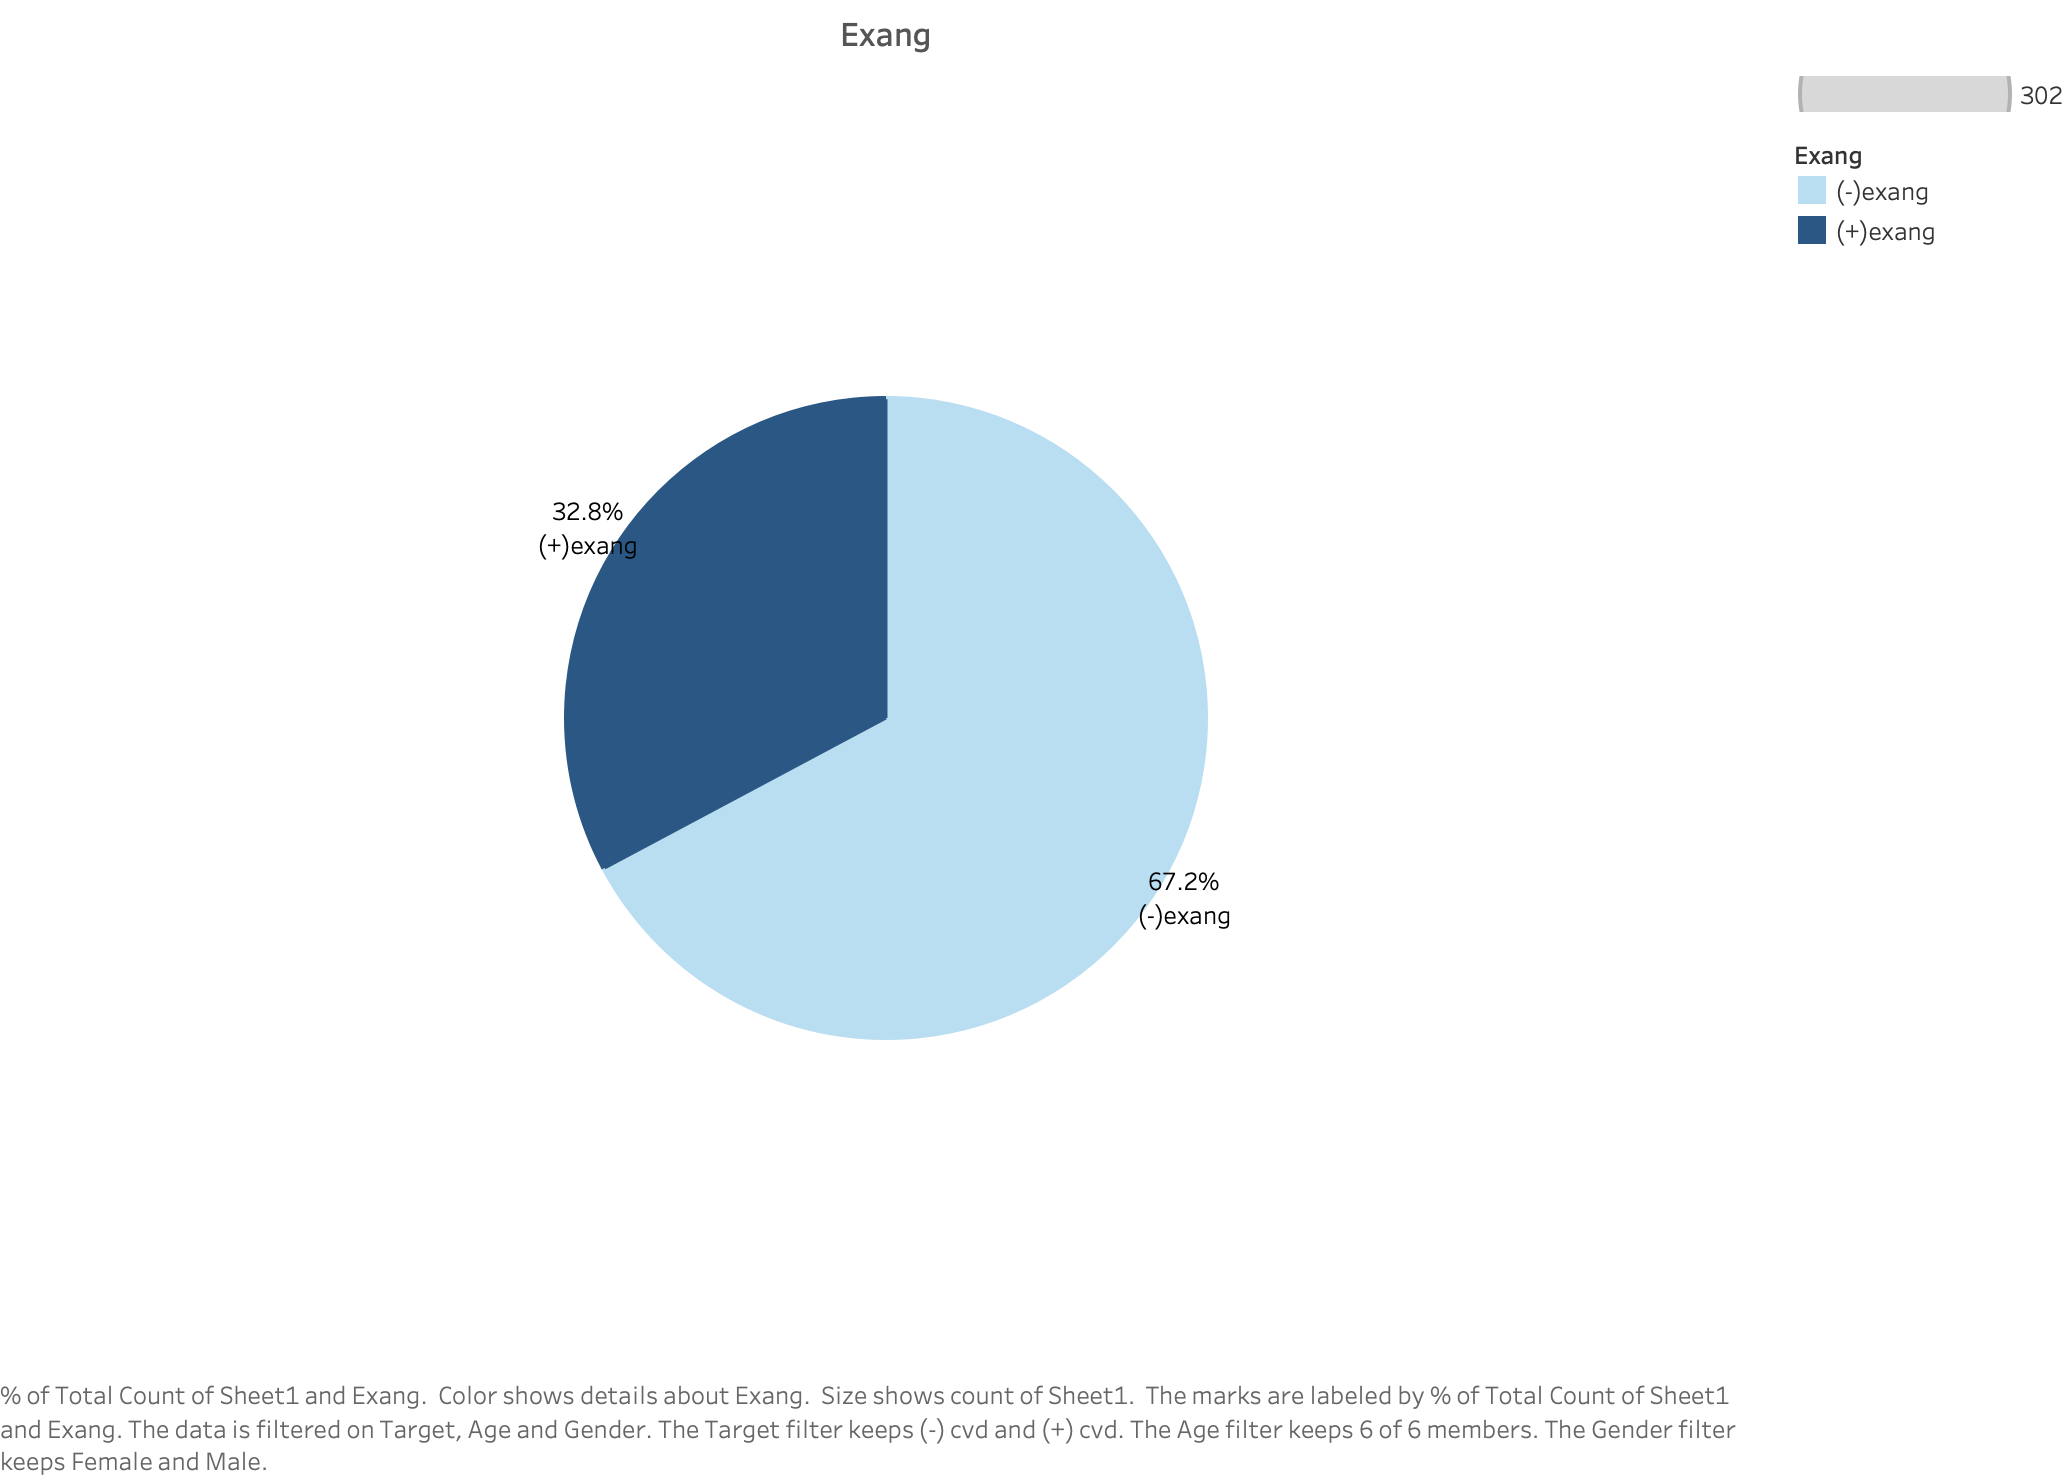 Exang
302
Exang
(-)exang
(+)exang
32.8%
(+)exang
67.2%
(-)exang
% of Total Count of Sheet1 and Exang.  Color shows details about Exang.  Size shows count of Sheet1.  The marks are labeled by % of Total Count of Sheet1
and Exang. The data is filtered on Target, Age and Gender. The Target filter keeps (-) cvd and (+) cvd. The Age filter keeps 6 of 6 members. The Gender filter
keeps Female and Male.